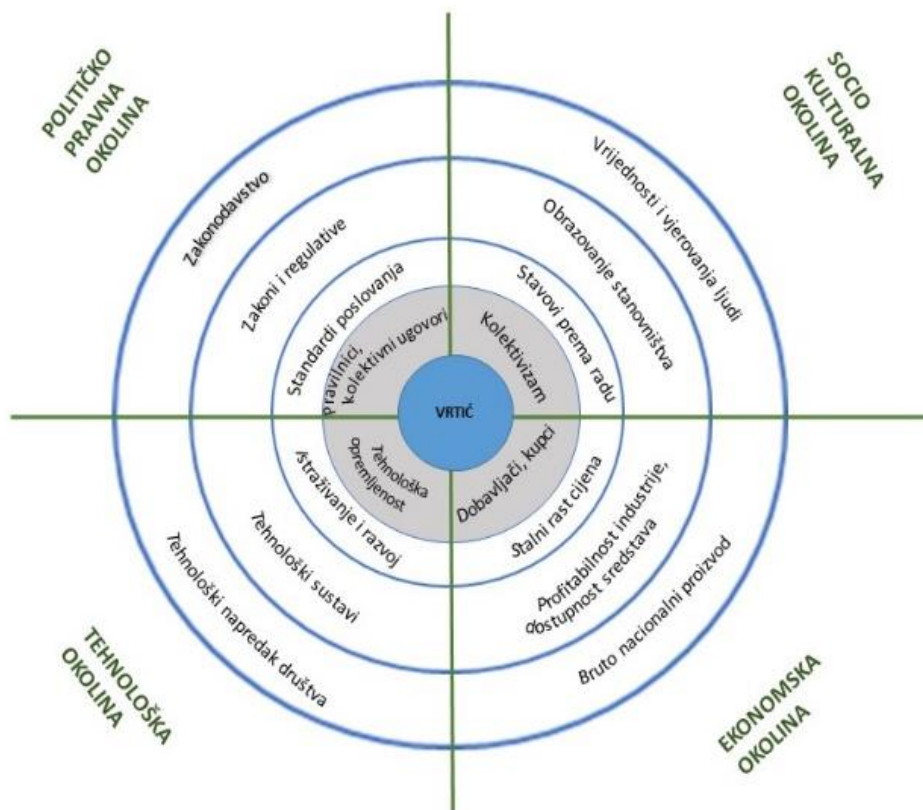 POLITIČKO
PRAVNA
OKOLINA
SOCIO
KULTURALNA
OKOLINA
Zakonodavstvo
Zakoni i regulative
Standardi poslovanja
Pravilnici,
kolektivni ugovori
Vrijednosti i vjerovanja ljudi
Obrazovanje stanovništva
Stavovi prema radu
Kolektivizam
VRTIĆ
Tehnološka
opremljenost
Istraživanje i razvoj
Tehnološki sustavi
Tehnološki napredak društva
Dobavljači, kupci
Stalni rast cijena
Profitabilnost industrije,
dostupnost sredstava
Bruto nacionalni proizvod
TEHNOLOŠKA
OKOLINA
EKONOMSKA
OKOLINA